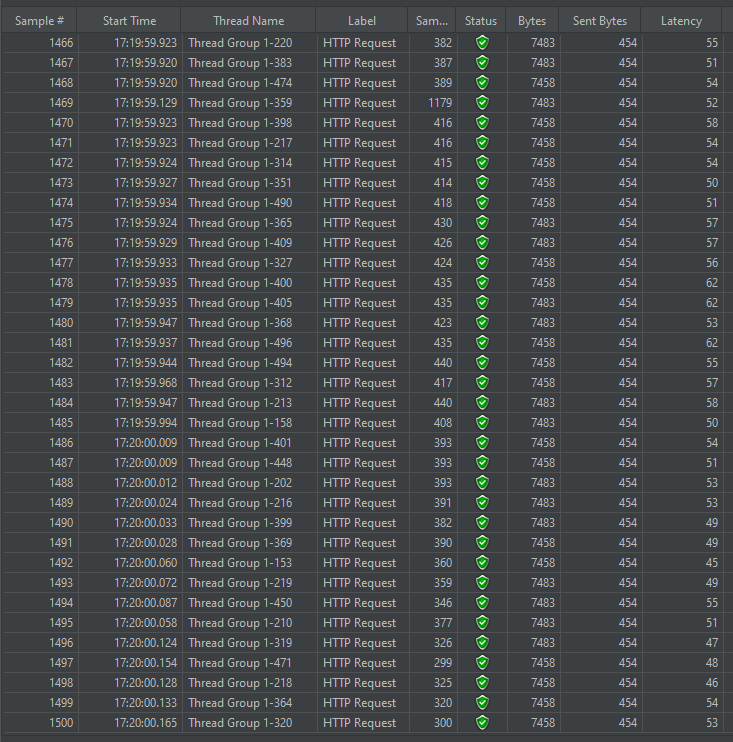 Sample # Start Time Thread Name Label Sam... Status Bytes Sent Bytes Latency
1466 17:19:59.923 Thread Group 1-220 HTTP Request 382 7483 454 55
1467 17:19:59.920 Thread Group 1-383 HTTP Request 387 7483 454 51
1468 17:19:59.920 Thread Group 1-474 HTTP Request 389 7483 454 54
1469 17:19:59.129 Thread Group 1-359 HTTP Request 1179 7483 454 52
1470 17:19:59.923 Thread Group 1-398 HTTP Request 416 7458 454 58
1471 17:19:59.923 Thread Group 1-217 HTTP Request 416 7458 454 54
1472 17:19:59.924 Thread Group 1-314 HTTP Request 415 7458 454 54
1473 17:19:59.927 Thread Group 1-351 HTTP Request 414 7458 454 50
1474 17:19:59.934 Thread Group 1-490 HTTP Request 418 7458 454 51
1475 17:19:59.924 Thread Group 1-365 HTTP Request 430 7483 454 57
1476 17:19:59.929 Thread Group 1-409 HTTP Request 426 7483 454 57
1477 17:19:59.933 Thread Group 1-327 HTTP Request 424 7458 454 56
1478 17:19:59.935 Thread Group 1-400 HTTP Request 435 7458 454 62
1479 17:19:59.935 Thread Group 1-405 HTTP Request 435 7483 454 62
1480 17:19:59.947 Thread Group 1-368 HTTP Request 423 7483 454 53
1481 17:19:59.937 Thread Group 1-496 HTTP Request 435 7458 454 62
1482 17:19:59.944 Thread Group 1-494 HTTP Request 440 7458 454 55
1483 17:19:59.968 Thread Group 1-312 HTTP Request 417 7458 454 57
1484 17:19:59.947 Thread Group 1-213 HTTP Request 440 7483 454 58
1485 17:19:59.994 Thread Group 1-158 HTTP Request 408 7483 454 50
1486 17:20:00.009 Thread Group 1-401 HTTP Request 393 7458 454 54
1487 17:20:00.009 Thread Group 1-448 HTTP Request 393 7458 454 51
1488 17:20:00.012 Thread Group 1-202 HTTP Request 393 7458 454 53
1489 17:20:00.024 Thread Group 1-216 HTTP Request 391 7483 454 53
1490 17:20:00.033 Thread Group 1-399 HTTP Request 382 7483 454 49
1491 17:20:00.028 Thread Group 1-369 HTTP Request 390 7458 454 49
1492 17:20:00.060 Thread Group 1-153 HTTP Request 360 7458 454 45
1493 17:20:00.072 Thread Group 1-219 HTTP Request 359 7483 454 49
1494 17:20:00.087 Thread Group 1-450 HTTP Request 346 7483 454 55
1495 17:20:00.058 Thread Group 1-210 HTTP Request 377 7483 454 51
1496 17:20:00.124 Thread Group 1-319 HTTP Request 326 7483 454 47
1497 17:20:00.154 Thread Group 1-471 HTTP Request 299 7458 454 48
1498 17:20:00.128 Thread Group 1-218 HTTP Request 325 7458 454 46
1499 17:20:00.133 Thread Group 1-364 HTTP Request 320 7483 454 54
1500 17:20:00.165 Thread Group 1-320 HTTP Request 300 7458 454 53